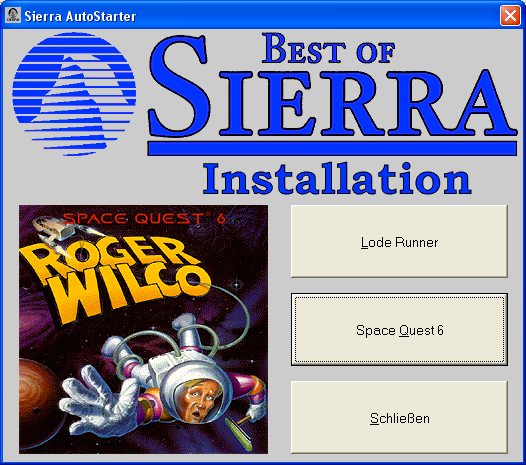 Sierra AutoStarter
BEST OF
SIERRA
Installation
SPACE QUEST 6
ROGER
WILCO
Lode Runner
Space Quest 6
Schließen